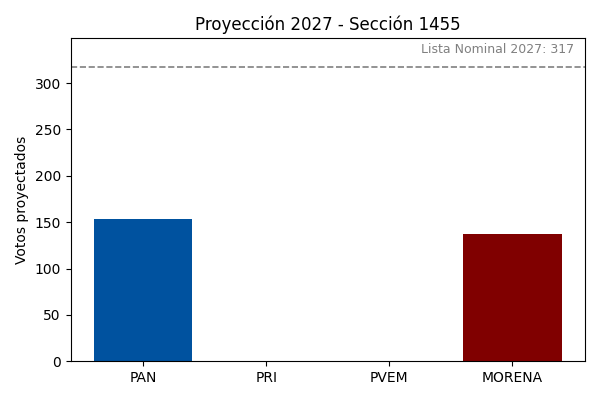 Proyección 2027 - Sección 1455
Lista Nominal 2027: 317
Votos proyectados
300
250
200
150
100
50
0
PAN
PRI
PVEM
MORENA